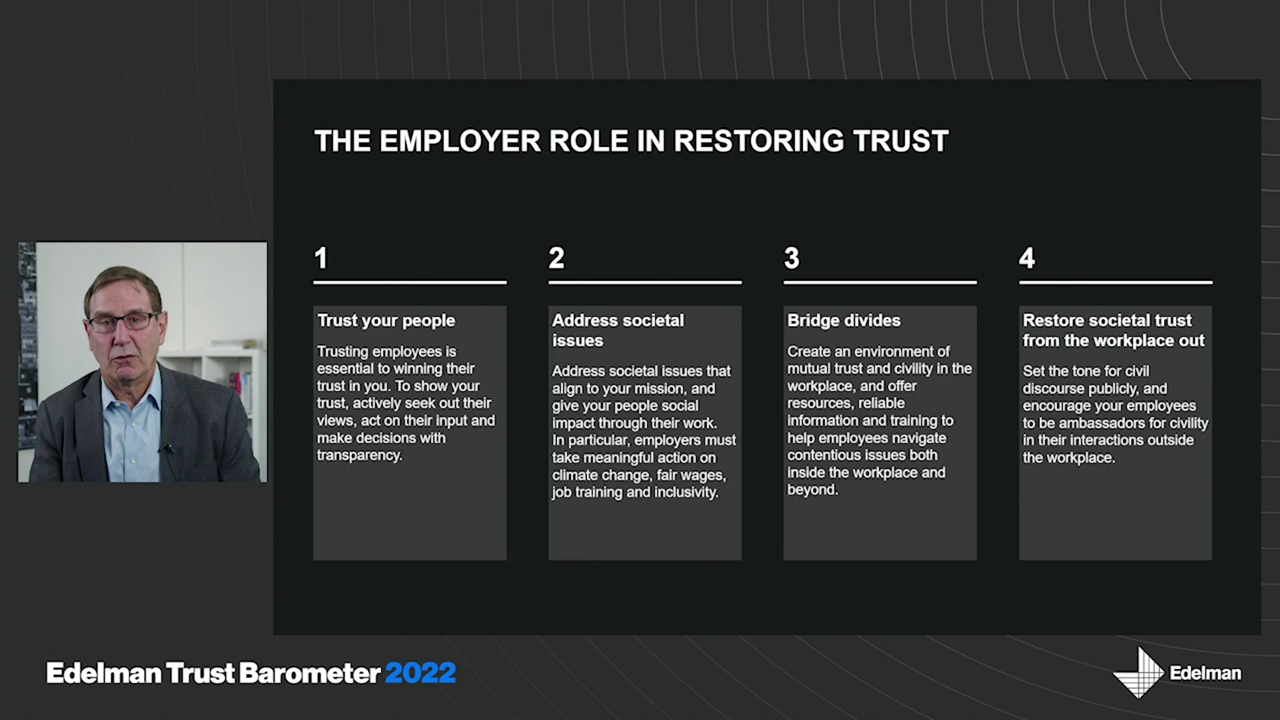 THE EMPLOYER ROLE IN RESTORING TRUST
1
Trust your people
Trusting employees is
essential to winning their
trust in you. To show your
trust, actively seek out their
views, act on their input and
make decisions with
transparency.
2
Address societal
issues
Address societal issues that
align to your mission, and
give your people social
impact through their work.
In particular, employers must
take meaningful action on
climate change, fair wages,
job training and inclusivity.
3
Bridge divides
Create an environment of
mutual trust and civility in the
workplace, and offer
resources, reliable
information and training to
help employees navigate
contentious issues both
inside the workplace and
beyond.
4
Restore societal trust
from the workplace out
Set the tone for civil
discourse publicly, and
encourage your employees
to be ambassadors for civility
in their interactions outside
the workplace.
Edelman Trust Barometer 2022
Edelman